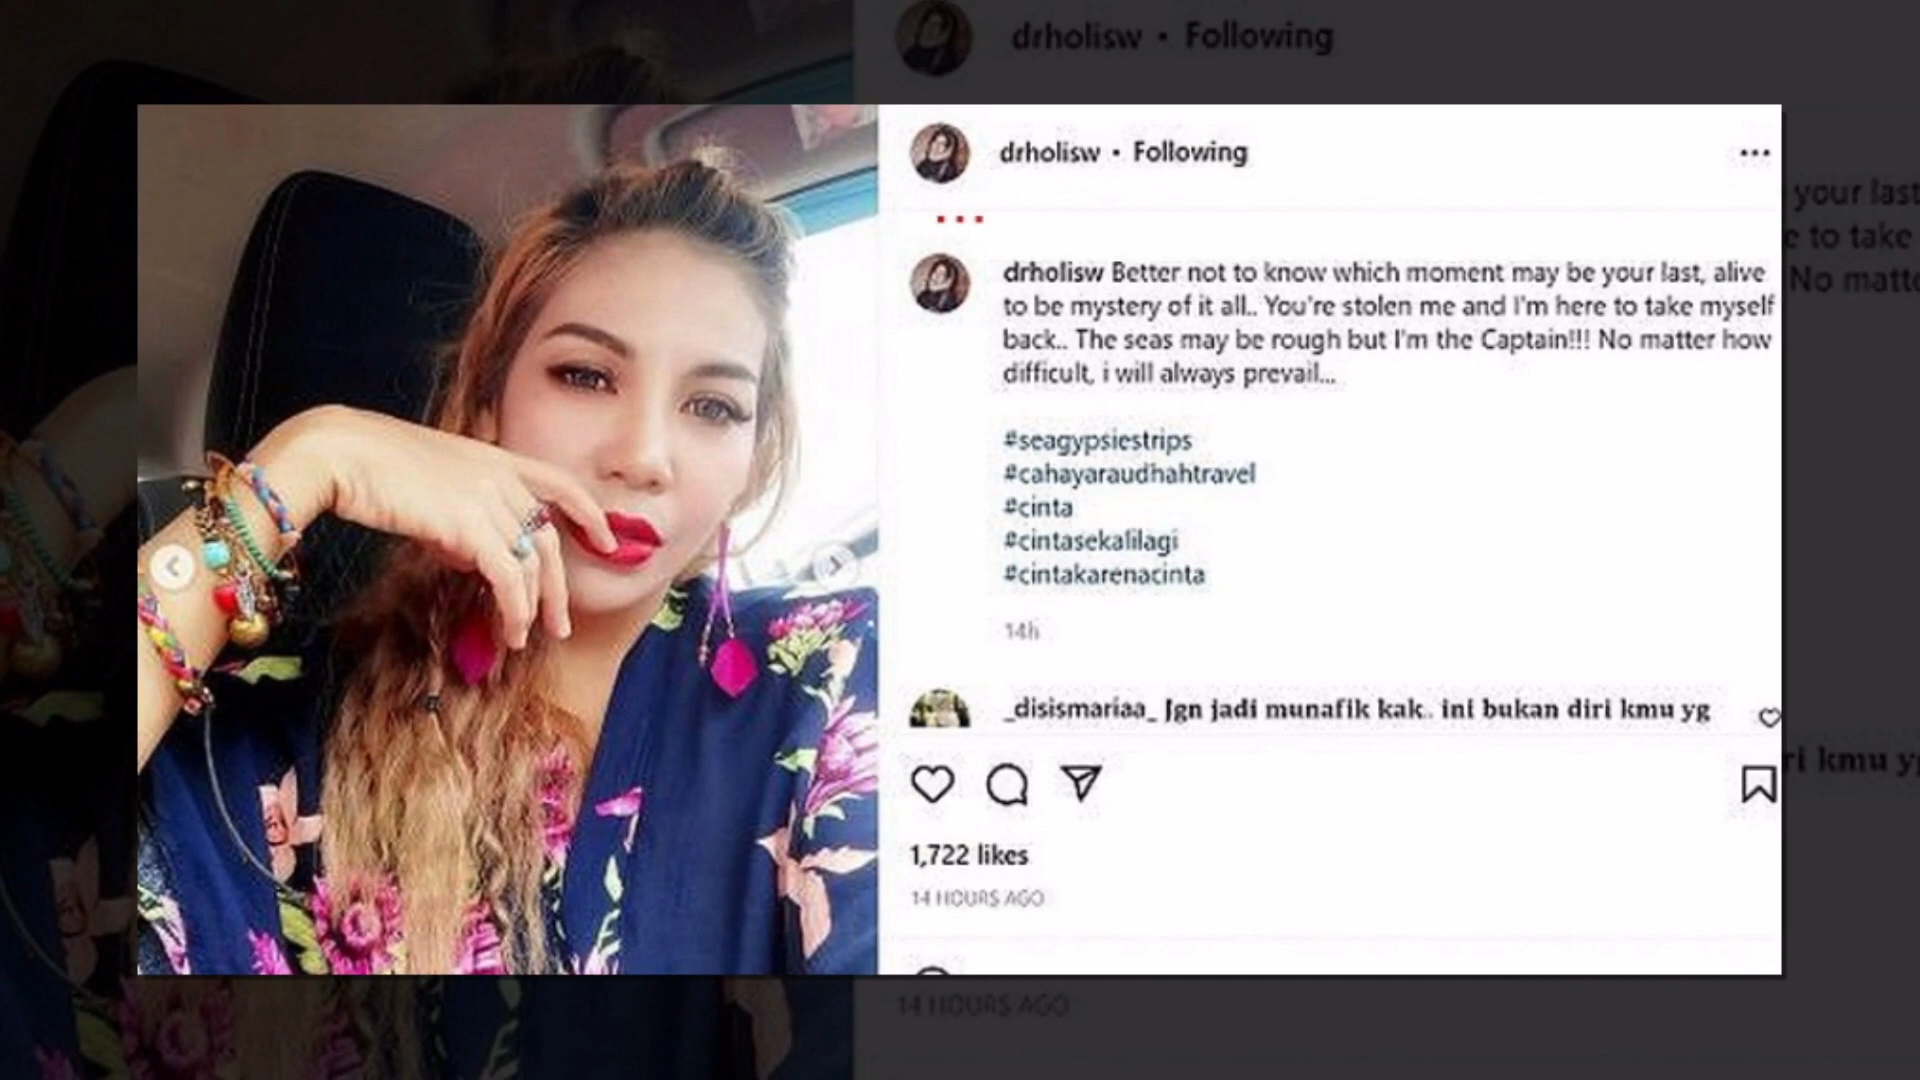 drholisw • Following
drholisw • Following
•••
drholisw Better not to know which moment may be your last, alive
to be mystery of it all.. You're stolen me and I'm here to take myself
back.. The seas may be rough but I'm the Captain!!! No matter how
difficult, i will always prevail...
#seagypsiestrips
#cahayaraudhahtravel
#cinta
#cintasekalilagi
#cintakarenacinta
14h
_disismariaa_ Jgn jadi munafik kak.. ini bukan diri kmu yg
1,722 likes
14 HOURS AGO
your last
e to take
No matte
ri kmu yg
14 HOURS AGO